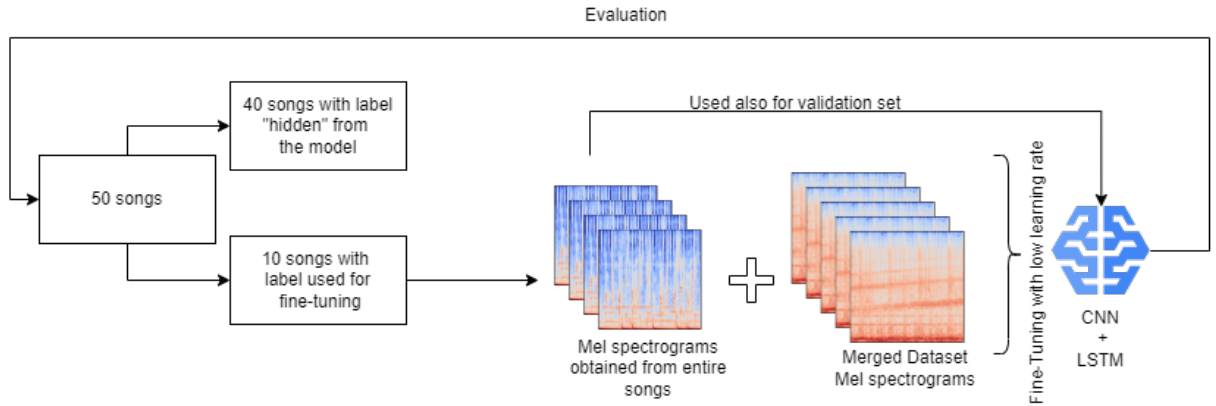 Evaluation
40 songs with label
"hidden" from
the model
Used also for validation set
50 songs
10 songs with
label used for
fine-tuning
Mel spectrograms
obtained from entire
songs
Merged Dataset
Mel spectrograms
Fine-Tuning with low learning rate
CNN
+
LSTM